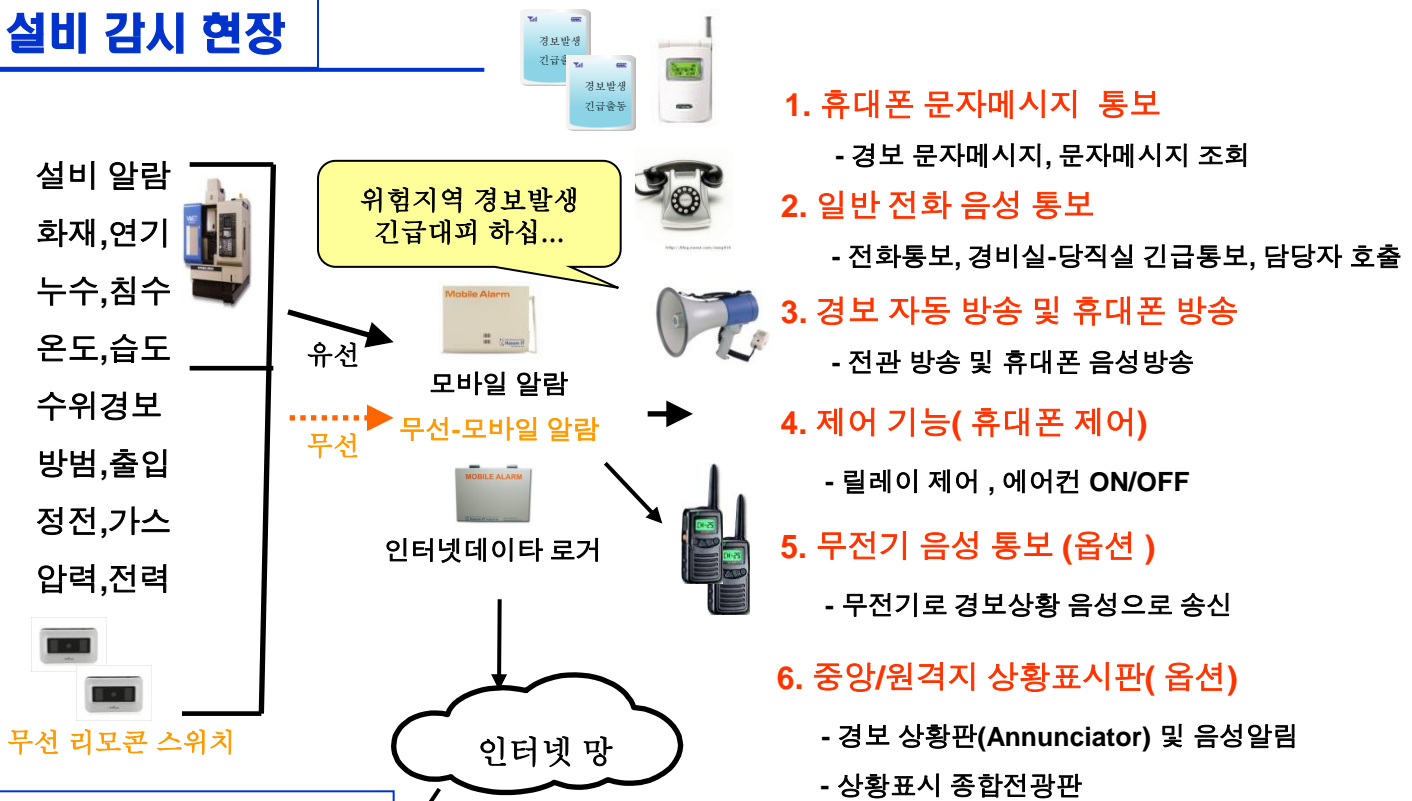 설비 감시 현장
경보발생
긴급출
경보발생
긴급출동
1. 휴대폰 문자메시지 통보
- 경보 문자메시지, 문자메시지 조회
2. 일반 전화 음성 통보
- 전화통보, 경비실-당직실 긴급통보, 담당자 호출
3. 경보 자동 방송 및 휴대폰 방송
- 전관 방송 및 휴대폰 음성방송
4. 제어 기능( 휴대폰 제어)
- 릴레이 제어 , 에어컨 ON/OFF
5. 무전기 음성 통보 (옵션 )
- 무전기로 경보상황 음성으로 송신
6. 중앙/원격지 상황표시판( 옵션)
- 경보 상황판(Annunciator) 및 음성알림
- 상황표시 종합전광판
설비 알람
화재,연기
누수,침수
온도,습도
수위경보
방범,출입
정전,가스
압력,전력
무선 리모콘 스위치
위험지역 경보발생
긴급대피 하십...
유선
무선
Mobile Alarm
모바일 알람
무선-모바일 알람
MOBILE ALARM
인터넷데이타 로거
CH-25
CH-25
인터넷 망